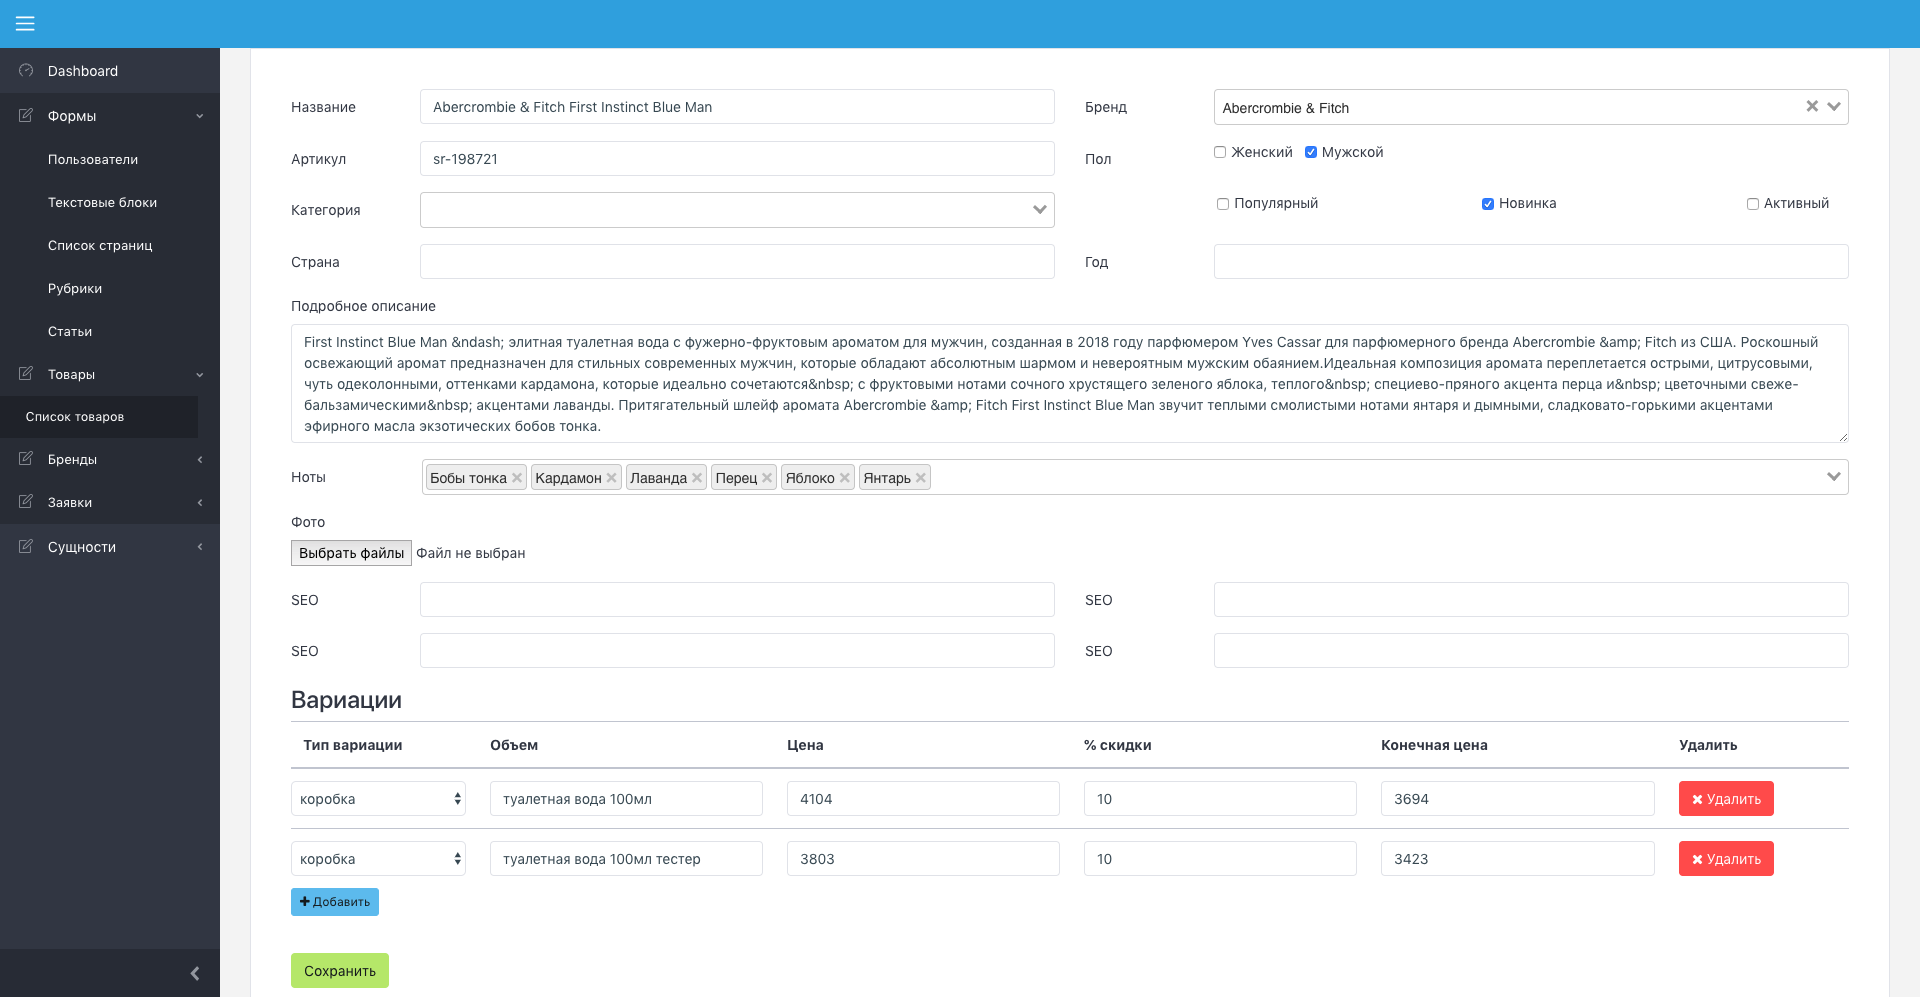 Dashboard
Формы
Пользователи
Текстовые блоки
Список страниц
Рубрики
Статьи
Товары
Список товаров
Бренды
Заявки
Сущности
Название Abercrombie & Fitch First Instinct Blue Man Бренд Abercrombie & Fitch
Артикул sr-198721 Пол Женский Мужской
Категория Популярный Новинка Активный
Страна Год
Подробное описание
First Instinct Blue Man &ndash; элитная туалетная вода с фужерно-фруктовым ароматом для мужчин, созданная в 2018 году парфюмером Yves Cassar для парфюмерного бренда Abercrombie &amp; Fitch из США. Роскошный
освежающий аромат предназначен для стильных современных мужчин, которые обладают абсолютным шармом и невероятным мужским обаянием.Идеальная композиция аромата переплетается острыми, цитрусовыми,
чуть одеколонными, оттенками кардамона, которые идеально сочетаются&nbsp; с фруктовыми нотами сочного хрустящего зеленого яблока, теплого&nbsp; специево-пряного акцента перца и&nbsp; цветочными свеже-
бальзамическими&nbsp; акцентами лаванды. Притягательный шлейф аромата Abercrombie &amp; Fitch First Instinct Blue Man звучит теплыми смолистыми нотами янтаря и дымными, сладковато-горькими акцентами
эфирного масла экзотических бобов тонка.
Ноты Бобы тонка Кардамон Лаванда Перец Яблоко Янтарь
Фото
Выбрать файлы Файл не выбран
SEO SEO
SEO SEO
Вариации
Тип вариации Объем Цена % скидки Конечная цена Удалить
коробка туалетная вода 100мл 4104 10 3694 Удалить
коробка туалетная вода 100мл тестер 3803 10 3423 Удалить
Добавить
Сохранить